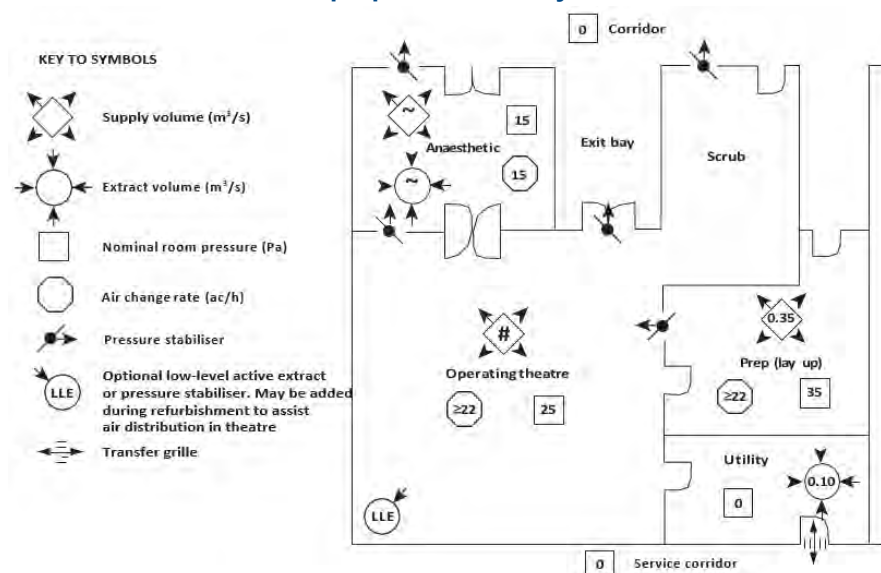 KEY TO SYMBOLS
Supply volume (m³/s)
Extract volume (m³/s)
Nominal room pressure (Pa)
Air change rate (ac/h)
Pressure stabiliser
LLE
Optional low-level active extract
or pressure stabiliser. May be added
during refurbishment to assist
air distribution in theatre
Transfer grille
0 Corridor
~
15
Anaesthetic
~
15
Exit bay
Scrub
#
Operating theatre
≥22
25
0.35
Prep (lay up)
≥22
35
Utility
0.10
0
LLE
0 Service corridor